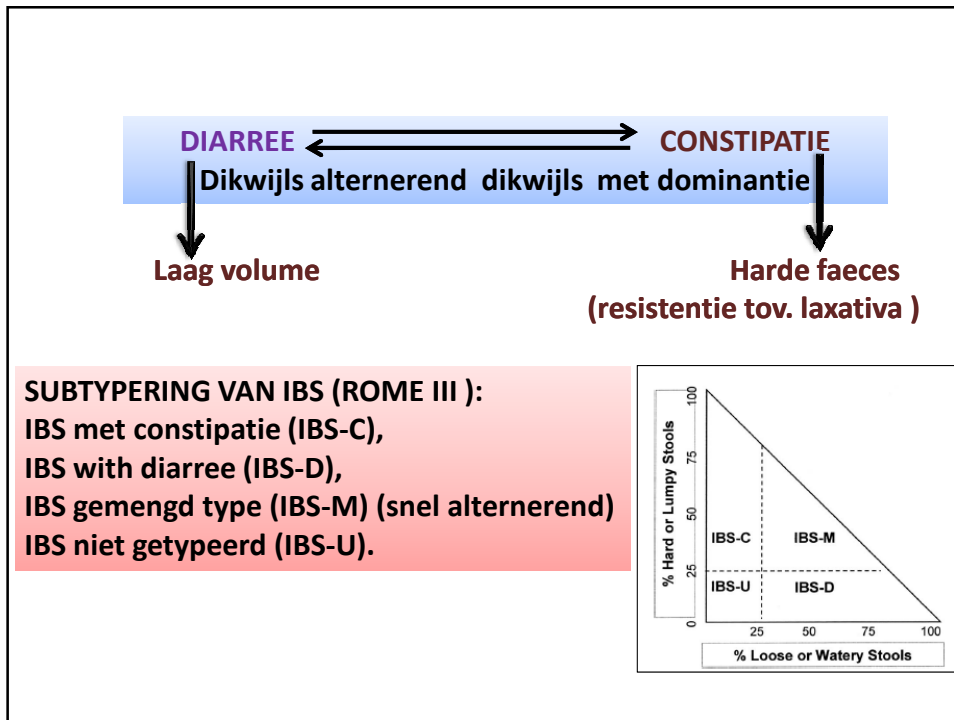 DIARREE CONSTIPATIE
Dikwijls alternerend dikwijls met dominantie
Laag volume
Harde faeces
(resistentie tov. laxativa )
SUBTYPERING VAN IBS (ROME III ):
IBS met constipatie (IBS-C),
IBS with diarree (IBS-D),
IBS gemengd type (IBS-M) (snel alternerend)
IBS niet getypeerd (IBS-U).
% Hard or Lumpy Stools
100
75
50
25
0
IBS-C IBS-M
IBS-U IBS-D
25 50 75 100
% Loose or Watery Stools